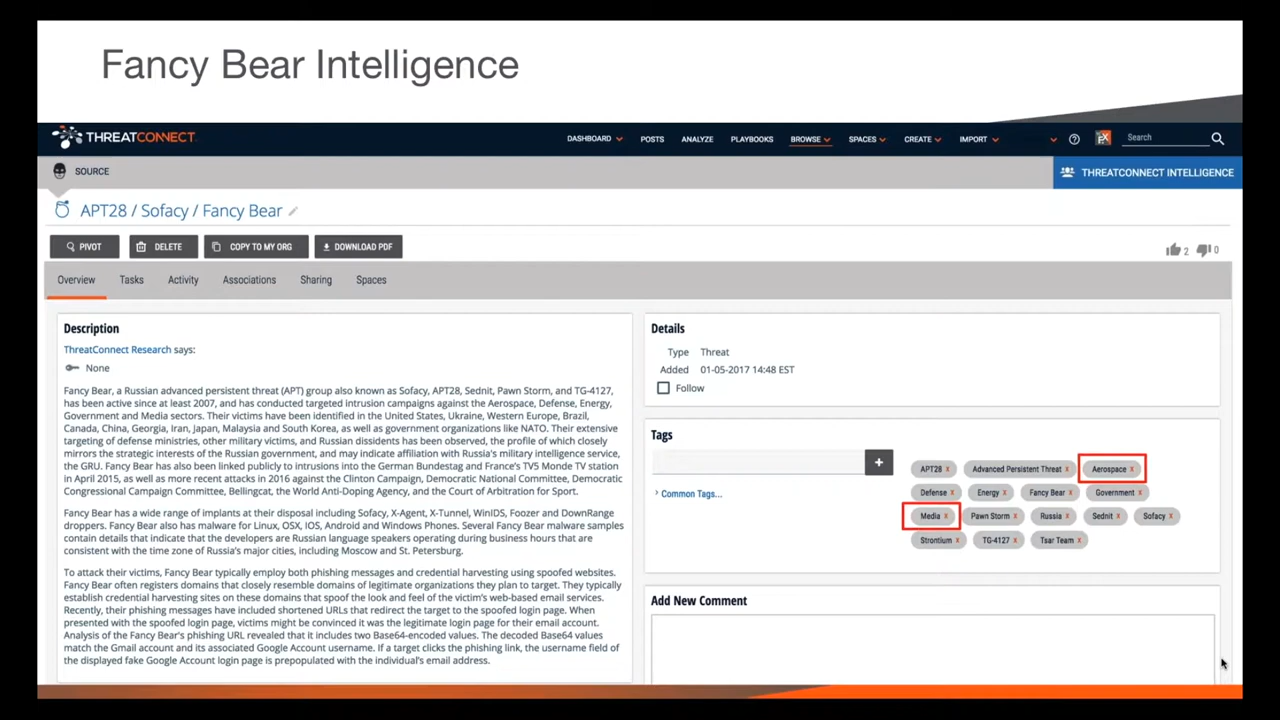 Fancy Bear Intelligence
THREATCONNECT
DASHBOARD POSTS ANALYZE PLAYBOOKS BROWSE SPACES CREATE IMPORT Search
SOURCE
THREATCONNECT INTELLIGENCE
APT28 / Sofacy / Fancy Bear
PIVOT DELETE COPY TO MY ORG DOWNLOAD PDF
2 0
Overview Tasks Activity Associations Sharing Spaces
Description
ThreatConnect Research says:
None
Fancy Bear, a Russian advanced persistent threat (APT) group also known as Sofacy, APT28, Sednit, Pawn Storm, and TG-4127,
has been active since at least 2007, and has conducted targeted intrusion campaigns against the Aerospace, Defense, Energy,
Government and Media sectors. Their victims have been identified in the United States, Ukraine, Western Europe, Brazil,
Canada, China, Georgia, Iran, Japan, Malaysia and South Korea, as well as government organizations like NATO. Their extensive
targeting of defense ministries, other military victims, and Russian dissidents has been observed, the profile of which closely
mirrors the strategic interests of the Russian government, and may indicate affiliation with Russia's military intelligence service,
the GRU. Fancy Bear has also been linked publicly to intrusions into the German Bundestag and France's TV5 Monde TV station
in April 2015, as well as more recent attacks in 2016 against the Clinton Campaign, Democratic National Committee, Democratic
Congressional Campaign Committee, Bellingcat, the World Anti-Doping Agency, and the Court of Arbitration for Sport.
Fancy Bear has a wide range of implants at their disposal including Sofacy, X-Agent, X-Tunnel, WinIDS, Foozer and DownRange
droppers. Fancy Bear also has malware for Linux, OSX, IOS, Android and Windows Phones. Several Fancy Bear malware samples
contain details that indicate that the developers are Russian language speakers operating during business hours that are
consistent with the time zone of Russia's major cities, including Moscow and St. Petersburg.
To attack their victims, Fancy Bear typically employ both phishing messages and credential harvesting using spoofed websites.
Fancy Bear often registers domains that closely resemble domains of legitimate organizations they plan to target. They typically
establish credential harvesting sites on these domains that spoof the look and feel of the victim's web-based email services.
Recently, their phishing messages have included shortened URLs that redirect the target to the spoofed login page. When
presented with the spoofed login page, victims might be convinced it was the legitimate login page for their email account.
Analysis of the Fancy Bear's phishing URL revealed that it includes two Base64-encoded values. The decoded Base64 values
match the Gmail account and its associated Google Account username. If a target clicks the phishing link, the username field of
the displayed fake Google Account login page is prepopulated with the individual's email address.
Details
Type Threat
Added 01-05-2017 14:48 EST
Follow
Tags
+
Common Tags...
APT28 x Advanced Persistent Threat x Aerospace x
Defense x Energy x Fancy Bear x Government x
Media x Pawn Storm x Russia x Sednit x Sofacy x
Strontium x TG-4127 x Tsar Team x
Add New Comment